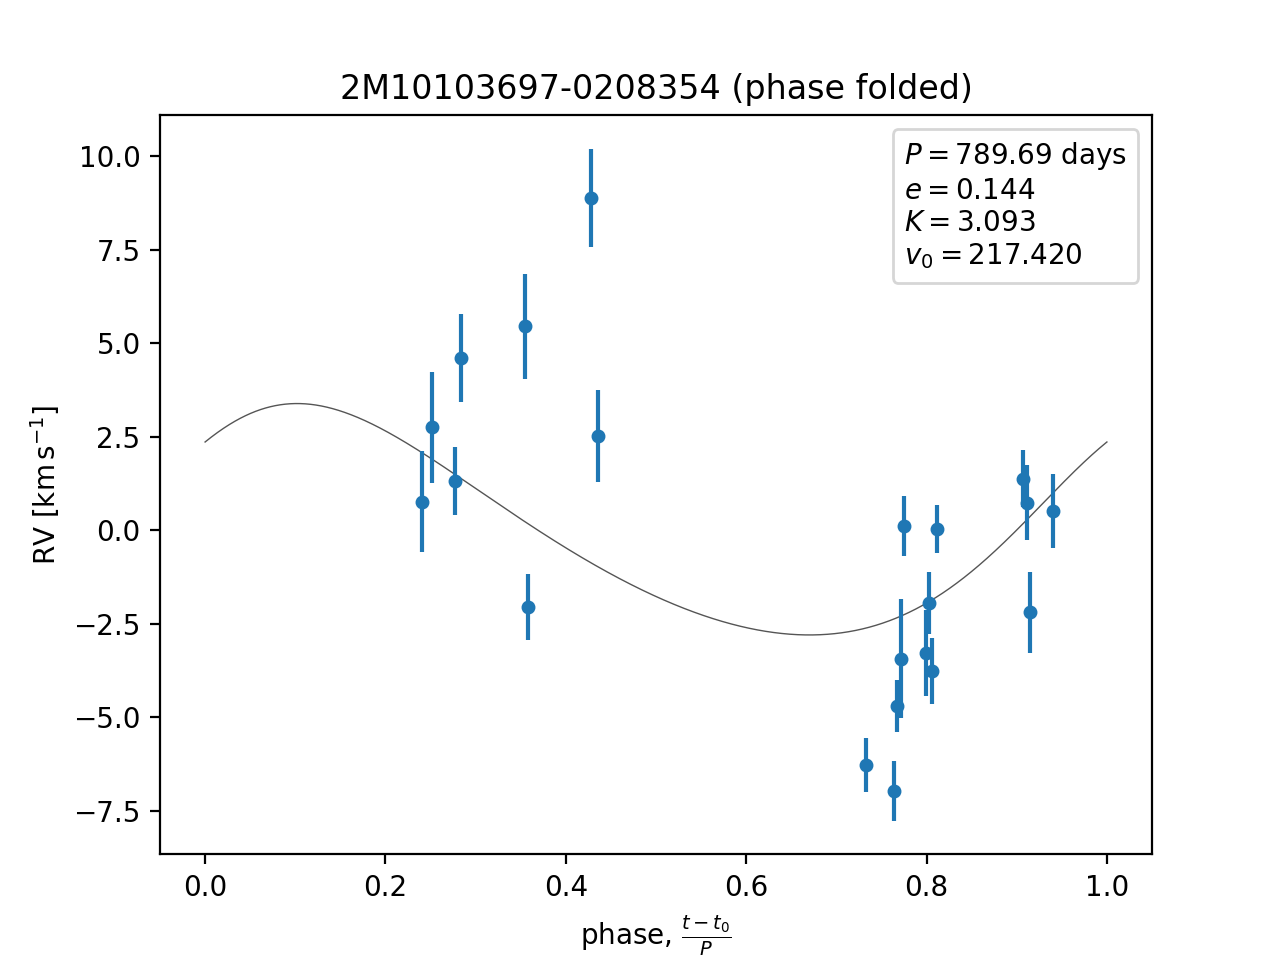 2M10103697-0208354 (phase folded)
P = 789.69 days
e = 0.144
K = 3.093
v₀ = 217.420
10.0
7.5
5.0
2.5
0.0
−2.5
−5.0
−7.5
RV [km s⁻¹]
0.0 0.2 0.4 0.6 0.8 1.0
phase, (t − t₀)/P